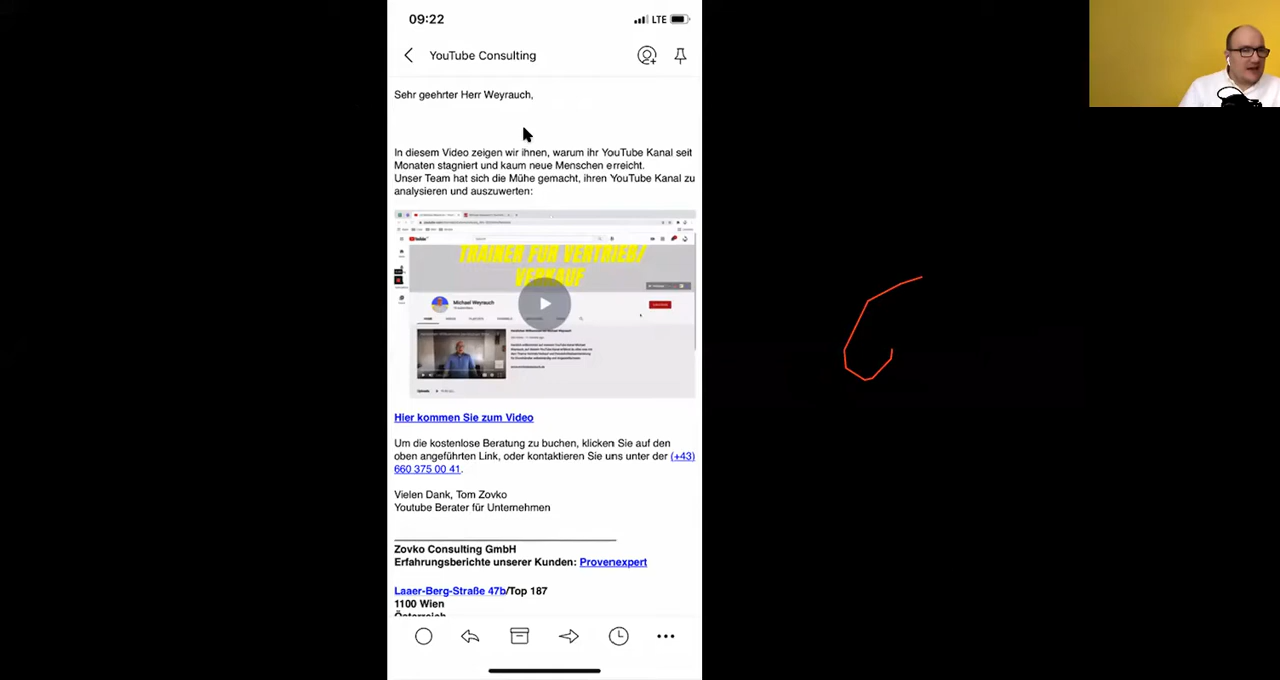 09:22
LTE
YouTube Consulting
Sehr geehrter Herr Weyrauch,
In diesem Video zeigen wir ihnen, warum ihr YouTube Kanal seit
Monaten stagniert und kaum neue Menschen erreicht.
Unser Team hat sich die Mühe gemacht, ihren YouTube Kanal zu
analysieren und auszuwerten:
TRAINER FÜR VERTRIEB/
VERKAUF
Michael Weyrauch
Hier kommen Sie zum Video
Um die kostenlose Beratung zu buchen, klicken Sie auf den
oben angeführten Link, oder kontaktieren Sie uns unter der (+43)
660 375 00 41.
Vielen Dank, Tom Zovko
Youtube Berater für Unternehmen
Zovko Consulting GmbH
Erfahrungsberichte unserer Kunden: Provenexpert
Laaer-Berg-Straße 47b/Top 187
1100 Wien
Österreich